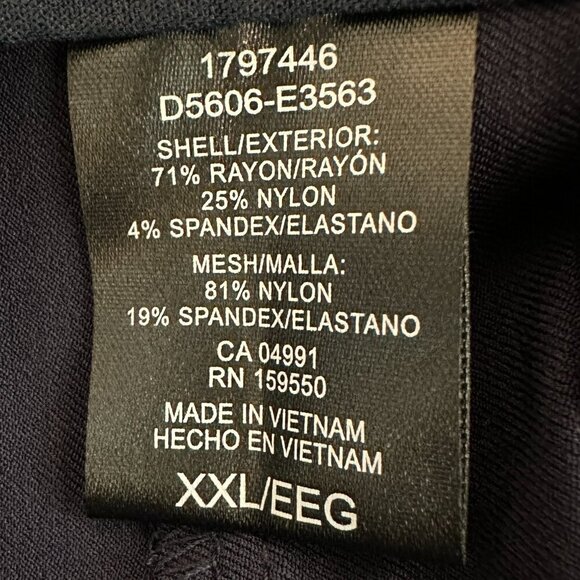 1797446
D5606-E3563
SHELL/EXTERIOR:
71% RAYON/RAYÓN
25% NYLON
4% SPANDEX/ELASTANO
MESH/MALLA:
81% NYLON
19% SPANDEX/ELASTANO
CA 04991
RN 159550
MADE IN VIETNAM
HECHO EN VIETNAM
XXL/EEG